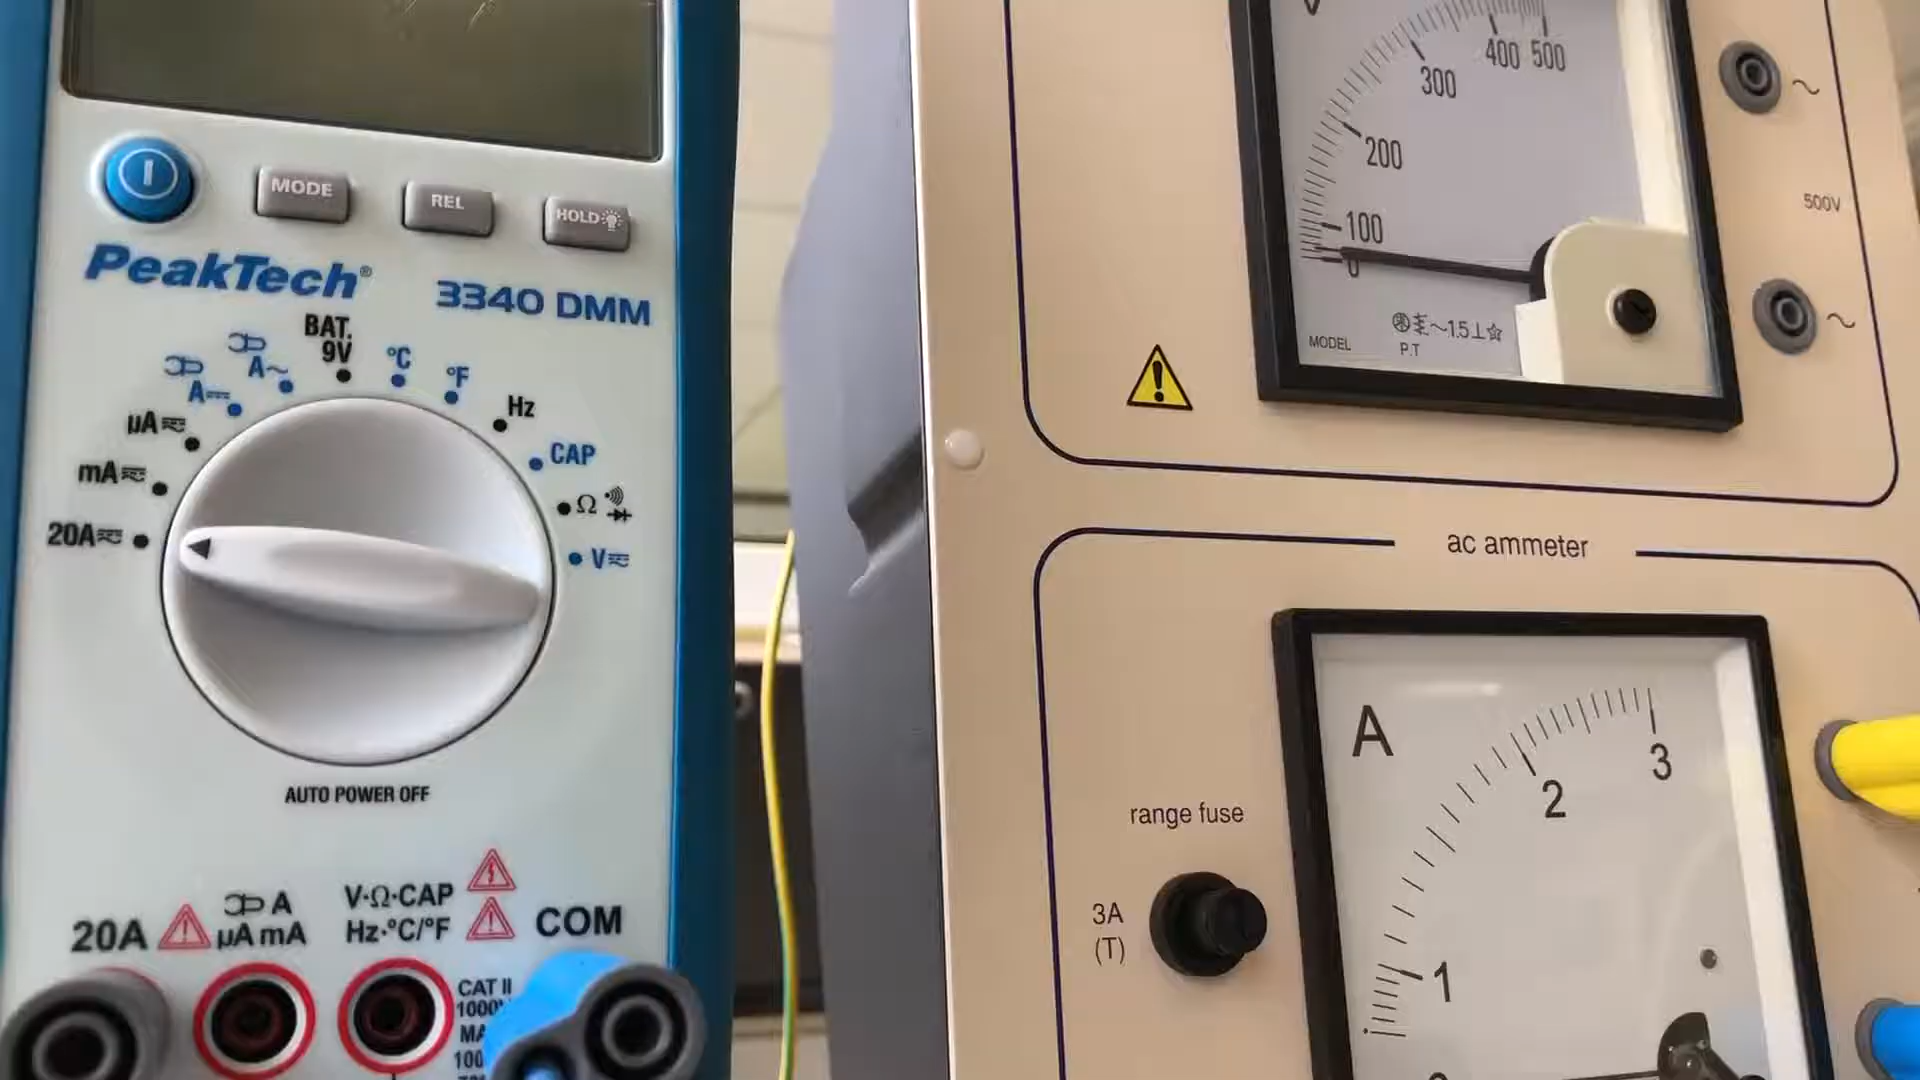 MODE
REL
HOLD
PeakTech®
3340 DMM
BAT.
9V
°C
°F
Hz
CAP
Ω
V
A
A
µA
mA
20A
AUTO POWER OFF
20A
A
µA mA
V·Ω·CAP
Hz·°C/°F
COM
CAT II
1000V
500
400
300
200
100
0
MODEL
1.5
P.T
500V
ac ammeter
A
3
2
1
range fuse
3A
(T)